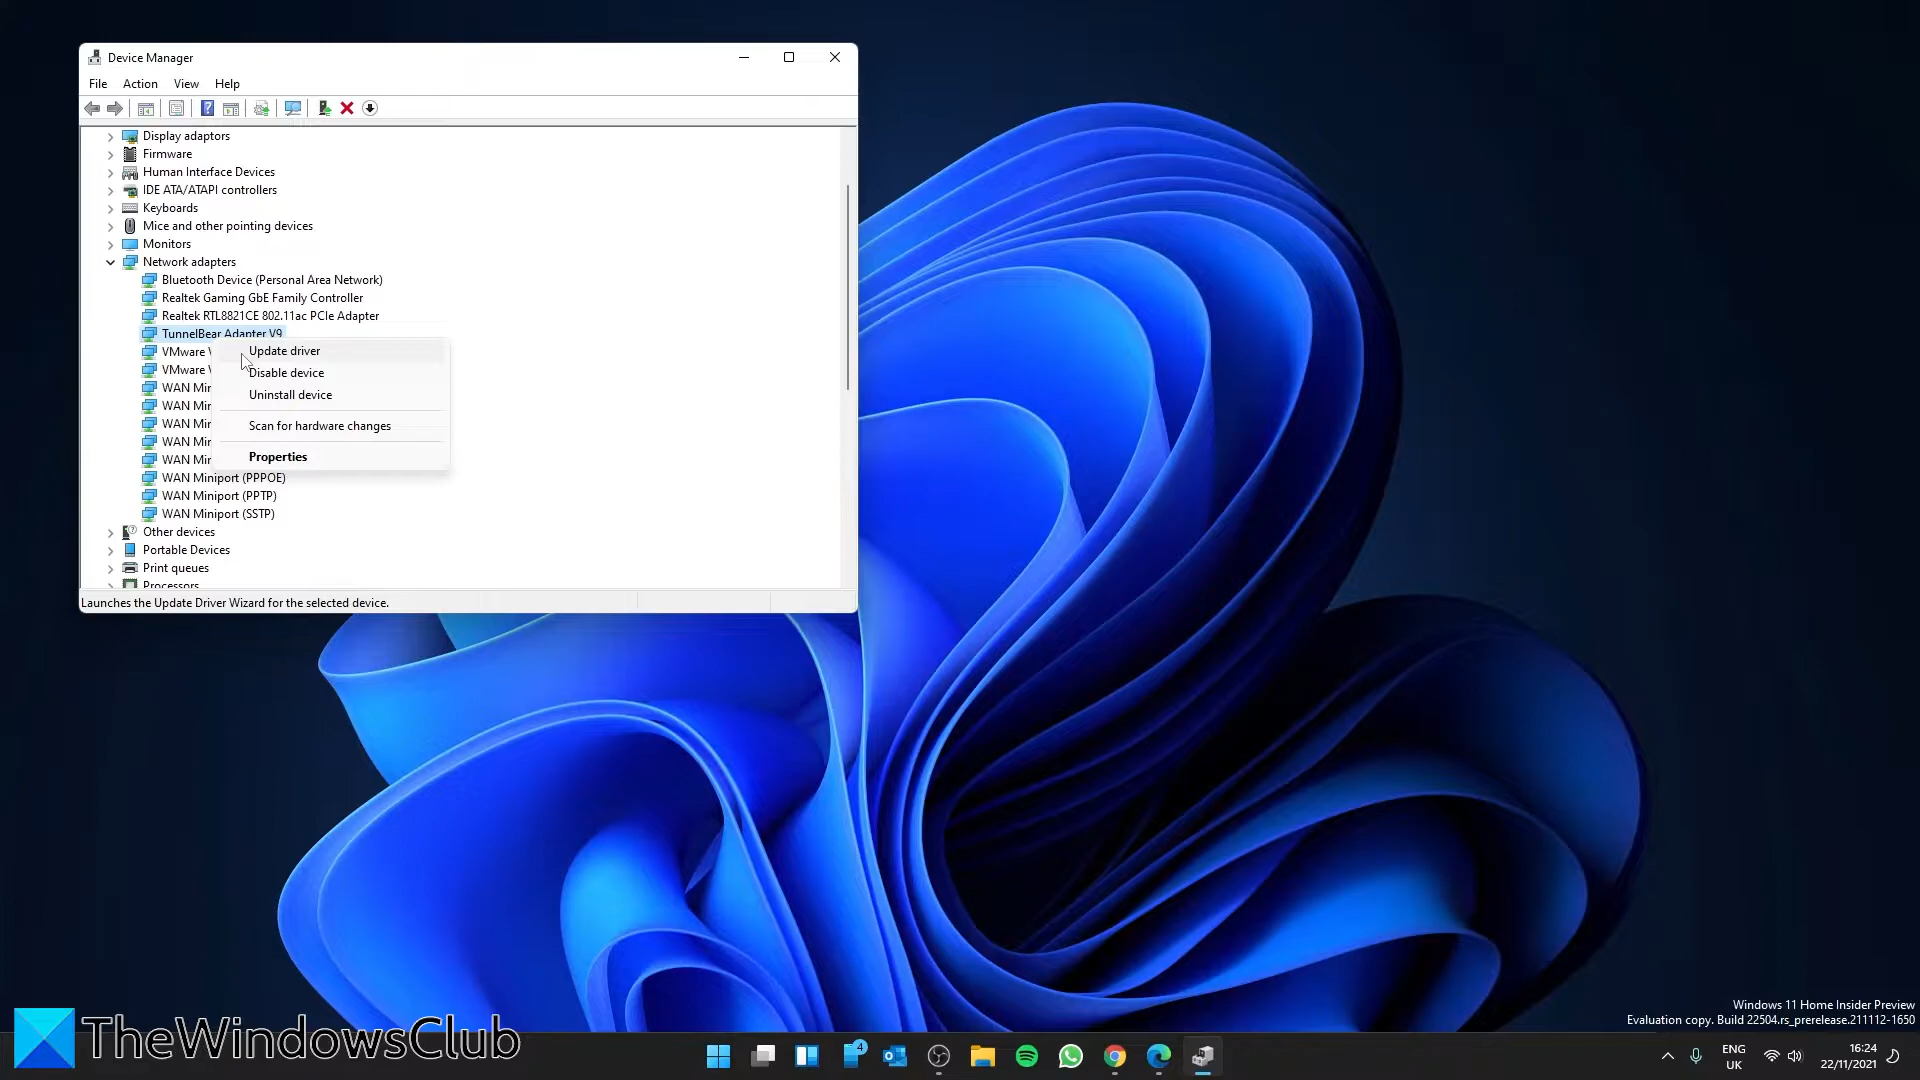 Device Manager
File Action View Help
Display adaptors
Firmware
Human Interface Devices
IDE ATA/ATAPI controllers
Keyboards
Mice and other pointing devices
Monitors
Network adapters
Bluetooth Device (Personal Area Network)
Realtek Gaming GbE Family Controller
Realtek RTL8821CE 802.11ac PCIe Adapter
TunnelBear Adapter V9
VMware
VMware
WAN
WAN
WAN
WAN
WAN
Update driver
Disable device
Uninstall device
Scan for hardware changes
Properties
WAN Miniport (PPPOE)
WAN Miniport (PPTP)
WAN Miniport (SSTP)
Other devices
Portable Devices
Print queues
Processors
Launches the Update Driver Wizard for the selected device.
Windows 11 Home Insider Preview
Evaluation copy. Build 22504.rs_prerelease.211112-1650
TheWindowsClub
4
ENG
UK
16:24
22/11/2021